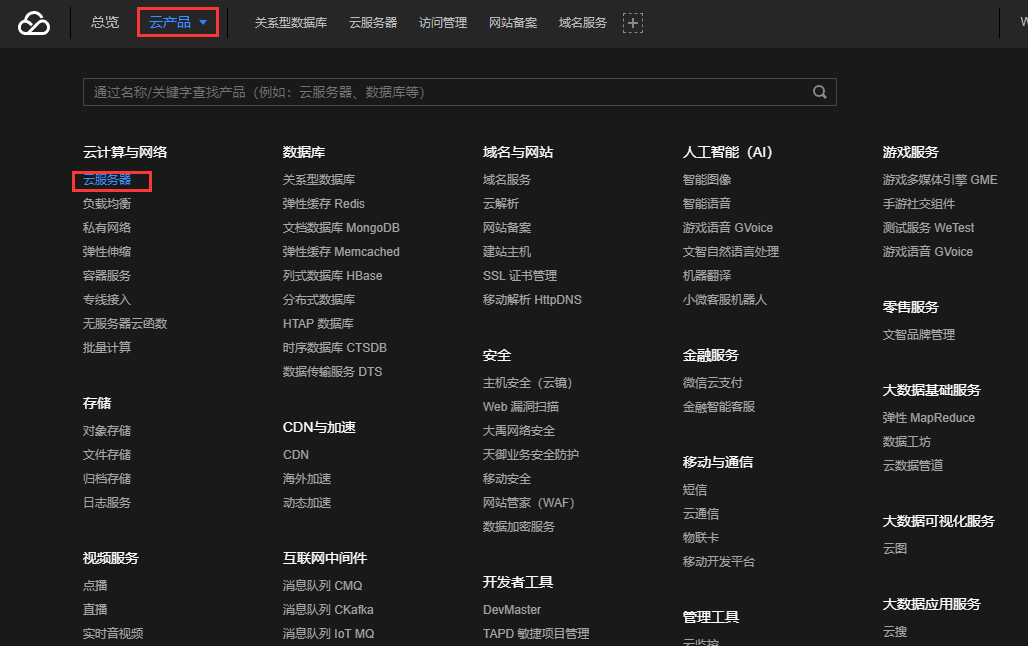 总览
云产品
关系型数据库
云服务器
访问管理
网站备案
域名服务
通过名称/关键字查找产品（例如：云服务器、数据库等）
云计算与网络
云服务器
负载均衡
私有网络
弹性伸缩
容器服务
专线接入
无服务器云函数
批量计算
存储
对象存储
文件存储
归档存储
日志服务
视频服务
点播
直播
实时音视频
数据库
关系型数据库
弹性缓存 Redis
文档数据库 MongoDB
弹性缓存 Memcached
列式数据库 HBase
分布式数据库
HTAP 数据库
时序数据库 CTSDB
数据传输服务 DTS
CDN与加速
CDN
海外加速
动态加速
互联网中间件
消息队列 CMQ
消息队列 CKafka
消息队列 IoT MQ
域名与网站
域名服务
云解析
网站备案
建站主机
SSL 证书管理
移动解析 HttpDNS
安全
主机安全（云镜）
Web 漏洞扫描
大禹网络安全
天御业务安全防护
移动安全
网站管家（WAF）
数据加密服务
开发者工具
DevMaster
TAPD 敏捷项目管理
人工智能（AI）
智能图像
智能语音
游戏语音 GVoice
文智自然语言处理
机器翻译
小微客服机器人
金融服务
微信云支付
金融智能客服
移动与通信
短信
云通信
物联卡
移动开发平台
管理工具
云监控
游戏服务
游戏多媒体引擎 GME
手游社交组件
测试服务 WeTest
游戏语音 GVoice
零售服务
文智品牌管理
大数据基础服务
弹性 MapReduce
数据工坊
云数据管道
大数据可视化服务
云图
大数据应用服务
云搜